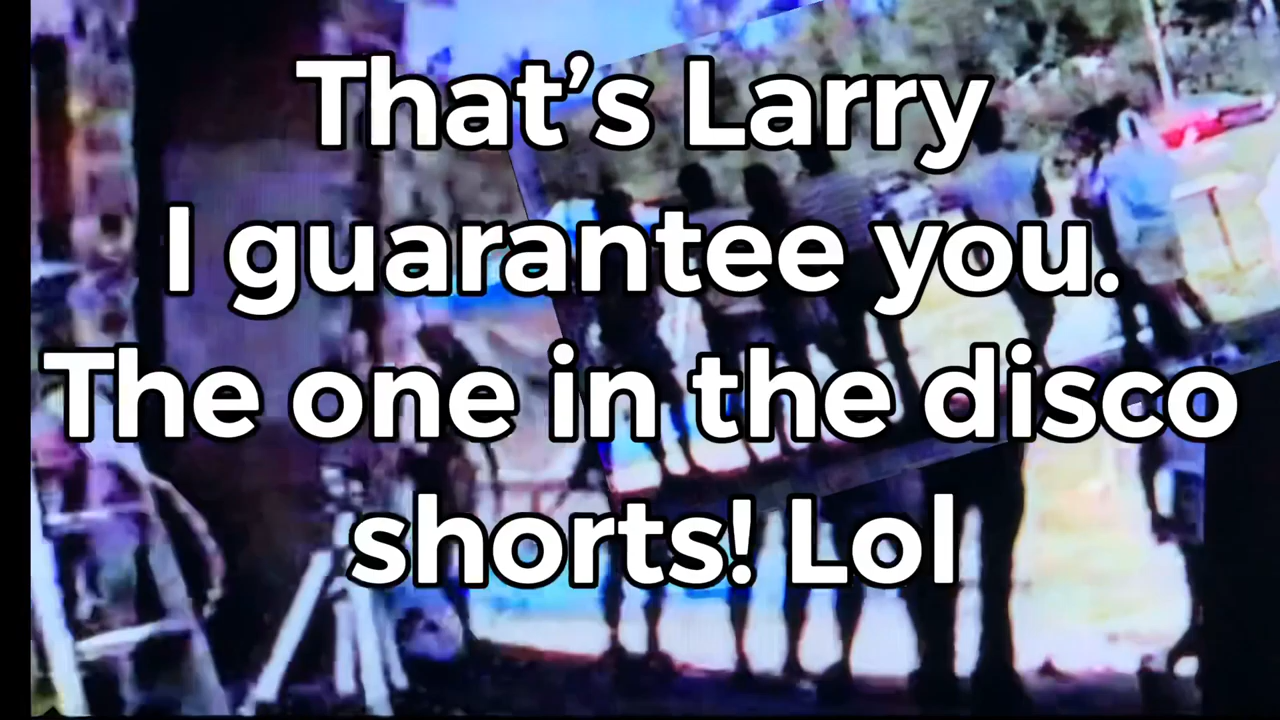 That’s Larry
I guarantee you.
The one in the disco
shorts! Lol